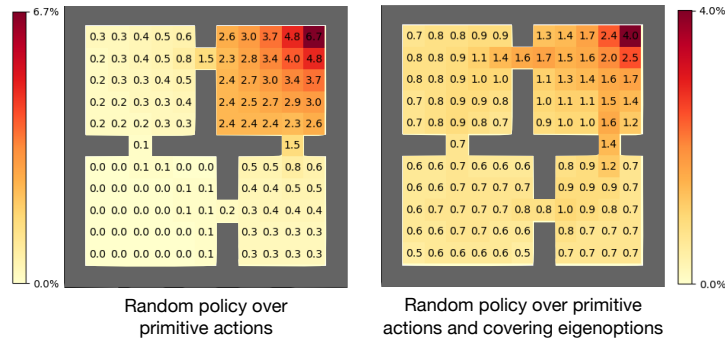 6.7%
0.3 0.3 0.4 0.5 0.6 2.6 3.0 3.7 4.8 6.7
0.2 0.3 0.4 0.5 0.8 1.5 2.3 2.8 3.4 4.0 4.8
0.2 0.3 0.3 0.4 0.5 2.4 2.7 3.0 3.4 3.7
0.2 0.2 0.3 0.3 0.4 2.4 2.5 2.7 2.9 3.0
0.2 0.2 0.2 0.3 0.3 2.4 2.4 2.4 2.3 2.6
0.1 1.5
0.0 0.0 0.1 0.1 0.0 0.0 0.5 0.5 0.8 0.6
0.0 0.0 0.0 0.0 0.1 0.1 0.4 0.4 0.5 0.5
0.0 0.0 0.0 0.0 0.1 0.1 0.2 0.3 0.4 0.4 0.4
0.0 0.0 0.0 0.0 0.1 0.1 0.3 0.3 0.3 0.4
0.0 0.0 0.0 0.0 0.0 0.1 0.3 0.3 0.3 0.3
0.0%
Random policy over
primitive actions
4.0%
0.7 0.8 0.8 0.9 0.9 1.3 1.4 1.7 2.4 4.0
0.8 0.8 0.9 1.1 1.4 1.6 1.7 1.5 1.6 2.0 2.5
0.8 0.8 0.9 1.0 1.0 1.2 1.3 1.4 1.6 1.7
0.7 0.8 0.9 0.9 0.8 1.0 1.1 1.1 1.5 1.4
0.7 0.8 0.9 0.8 0.7 0.9 1.0 1.0 1.6 1.2
0.7 1.4
0.6 0.6 0.7 0.6 0.6 0.6 0.8 0.9 1.2 0.7
0.6 0.6 0.7 0.7 0.7 0.7 0.9 0.9 0.9 0.7
0.6 0.7 0.7 0.7 0.8 0.8 0.8 1.0 0.9 0.8 0.7
0.6 0.6 0.6 0.7 0.7 0.6 0.8 0.7 0.7 0.7
0.5 0.6 0.6 0.6 0.6 0.5 0.7 0.7 0.7 0.7
0.0%
Random policy over primitive
actions and covering eigenoptions